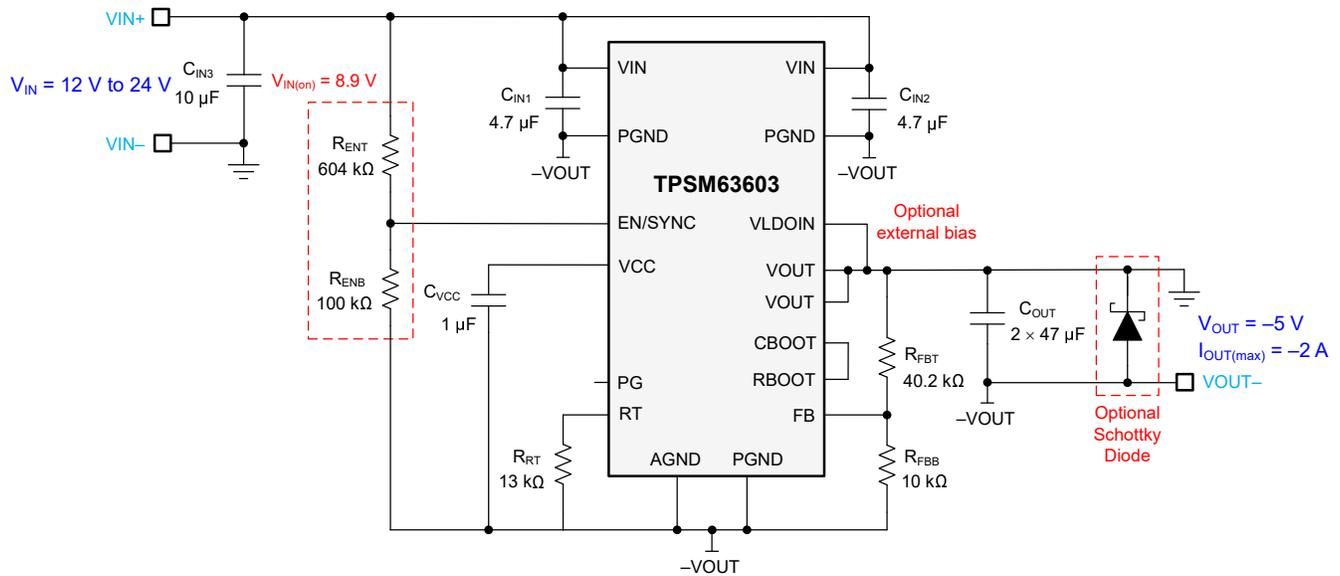 VIN+
VIN = 12 V to 24 V
CIN3
10 µF
VIN(on) = 8.9 V
VIN–
RENT
604 kΩ
RENB
100 kΩ
CVCC
1 µF
CIN1
4.7 µF
–VOUT
VIN
PGND
EN/SYNC
VCC
PG
RT
RRT
13 kΩ
TPSM63603
AGND
PGND
–VOUT
VIN
PGND
VLDOIN
VOUT
VOUT
CBOOT
RBOOT
FB
CIN2
4.7 µF
–VOUT
Optional
external bias
RFBT
40.2 kΩ
RFBB
10 kΩ
COUT
2 × 47 µF
–VOUT
Optional
Schottky
Diode
VOUT = –5 V
IOUT(max) = –2 A
VOUT–